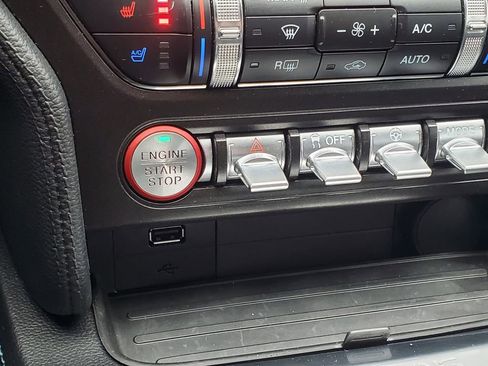 A/C
A/C
- +
R
AUTO
ENGINE
START
STOP
OFF
MODE